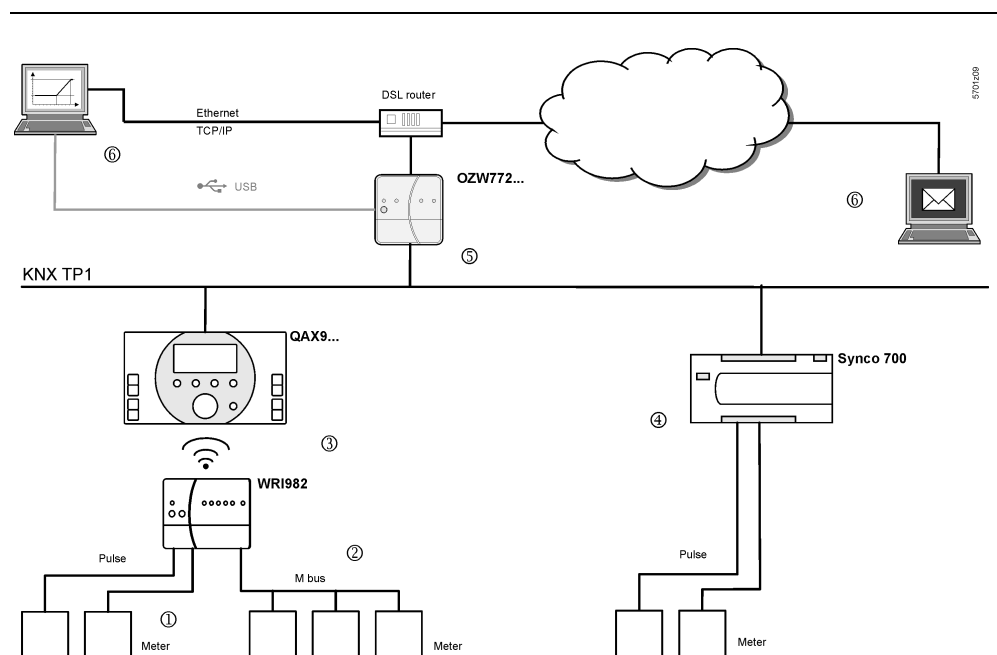 5701z09
DSL router
Ethernet
TCP/IP
⑥
USB
OZW772...
⑥
⑤
KNX TP1
QAX9...
Synco 700
④
③
WRI982
②
Pulse
Pulse
M bus
①
Meter
Meter
Meter